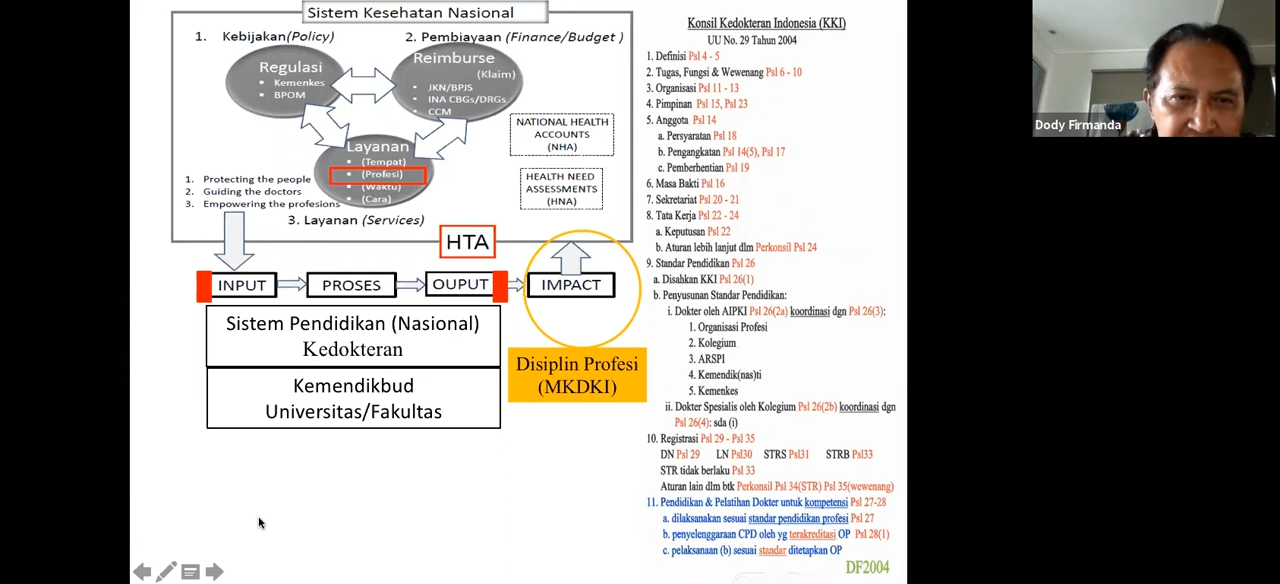 Sistem Kesehatan Nasional
1. Kebijakan(Policy)
2. Pembiayaan (Finance/Budget )
Regulasi
▪ Kemenkes
▪ BPOM
Reimburse
(Klaim)
• JKN/BPJS
• INA CBGs/DRGs
• CCM
Layanan
▪ (Tempat)
▪ (Profesi)
▪ (Waktu)
▪ (Cara)
NATIONAL HEALTH
ACCOUNTS
(NHA)
HEALTH NEED
ASSESSMENTS
(HNA)
1. Protecting the people
2. Guiding the doctors
3. Empowering the profesions
3. Layanan (Services)
HTA
INPUT
PROSES
OUPUT
IMPACT
Sistem Pendidikan (Nasional)
Kedokteran
Kemendikbud
Universitas/Fakultas
Disiplin Profesi
(MKDKI)
Konsil Kedokteran Indonesia (KKI)
UU No. 29 Tahun 2004
1. Definisi Psl 4 - 5
2. Tugas, Fungsi & Wewenang Psl 6 - 10
3. Organisasi Psl 11 - 13
4. Pimpinan Psl 15, Psl 23
5. Anggota Psl 14
a. Persyaratan Psl 18
b. Pengangkatan Psl 14(5), Psl 17
c. Pemberhentian Psl 19
6. Masa Bakti Psl 16
7. Sekretariat Psl 20 - 21
8. Tata Kerja Psl 22 - 24
a. Keputusan Psl 22
b. Aturan lebih lanjut dlm Perkonsil Psl 24
9. Standar Pendidikan Psl 26
a. Disahkan KKI Psl 26(1)
b. Penyusunan Standar Pendidikan:
i. Dokter oleh AIPKI Psl 26(2a) koordinasi dgn Psl 26(3):
1. Organisasi Profesi
2. Kolegium
3. ARSPI
4. Kemendik(nas)ti
5. Kemenkes
ii. Dokter Spesialis oleh Kolegium Psl 26(2b) koordinasi dgn
Psl 26(4): sda (i)
10. Registrasi Psl 29 - Psl 35
DN Psl 29 LN Psl30 STRS Psl31 STRB Psl33
STR tidak berlaku Psl 33
Aturan lain dlm btk Perkonsil Psl 34(STR) Psl 35(wewenang)
11. Pendidikan & Pelatihan Dokter untuk kompetensi Psl 27-28
a. dilaksanakan sesuai standar pendidikan profesi Psl 27
b. penyelenggaraan CPD oleh yg terakreditasi OP Psl 28(1)
c. pelaksanaan (b) sesuai standar ditetapkan OP
DF2004
Dody Firmanda